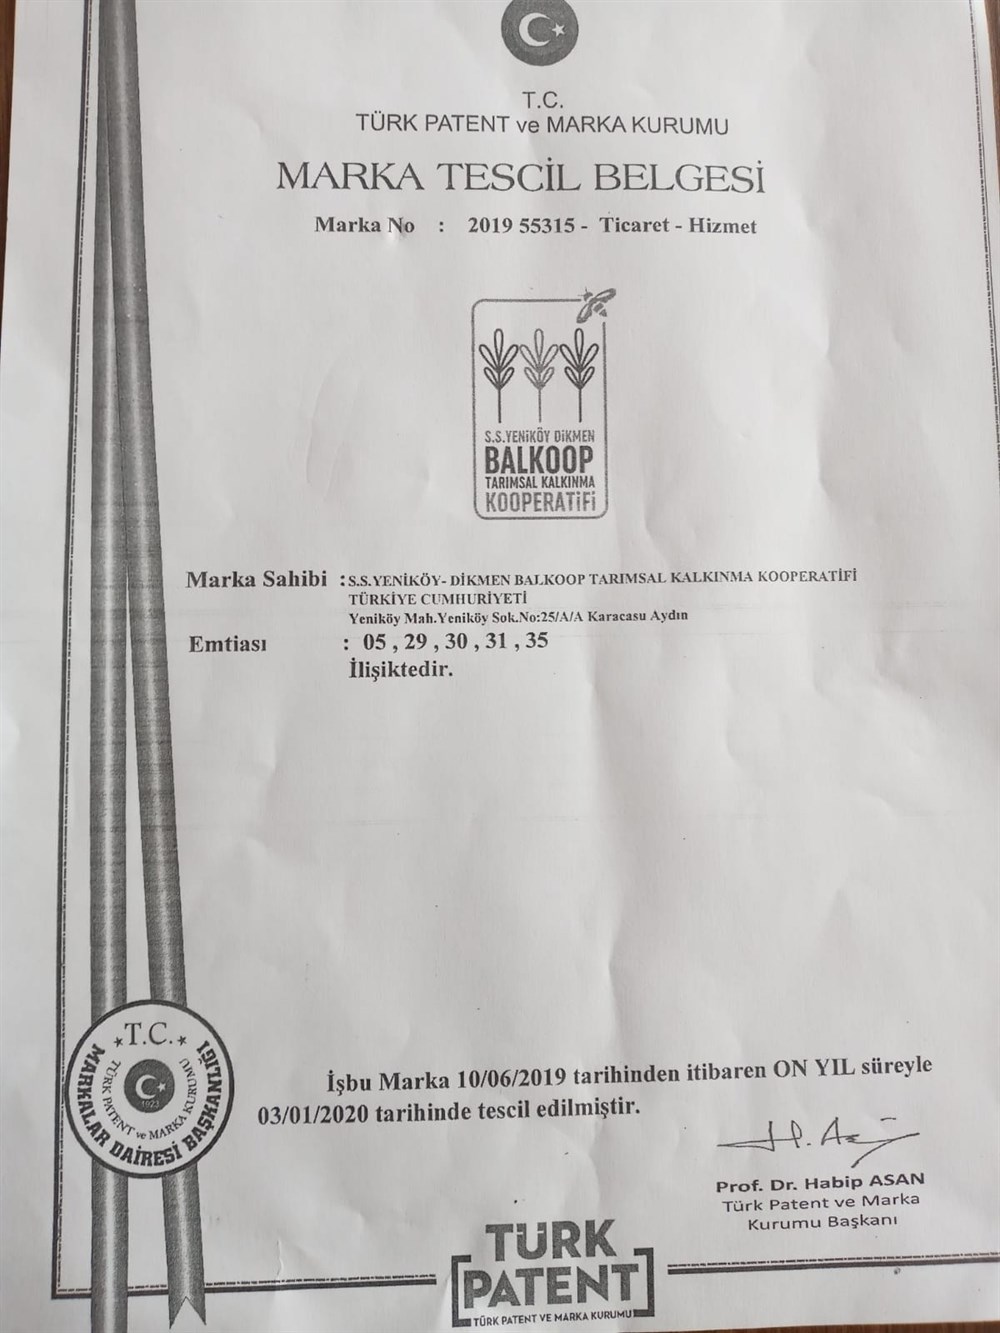 T.C.
TÜRK PATENT ve MARKA KURUMU
MARKA TESCİL BELGESİ
Marka No : 2019 55315 - Ticaret - Hizmet
S.S.YENİKÖY DİKMEN
BALKOOP
TARIMSAL KALKINMA
KOOPERATİFİ
Marka Sahibi : S.S.YENİKÖY- DİKMEN BALKOOP TARIMSAL KALKINMA KOOPERATİFİ
TÜRKİYE CUMHURİYETİ
Yeniköy Mah.Yeniköy Sok.No:25/A/A Karacasu Aydın
Emtiası : 05 , 29 , 30 , 31 , 35
İlişiktedir.
İşbu Marka 10/06/2019 tarihinden itibaren ON YIL süreyle
03/01/2020 tarihinde tescil edilmiştir.
T.C.
TÜRK PATENT ve MARKA KURUMU
1923
MARKALAR DAİRESİ BAŞKANLIĞI
H. Asan
Prof. Dr. Habip ASAN
Türk Patent ve Marka
Kurumu Başkanı
TÜRK
PATENT
TÜRK PATENT VE MARKA KURUMU